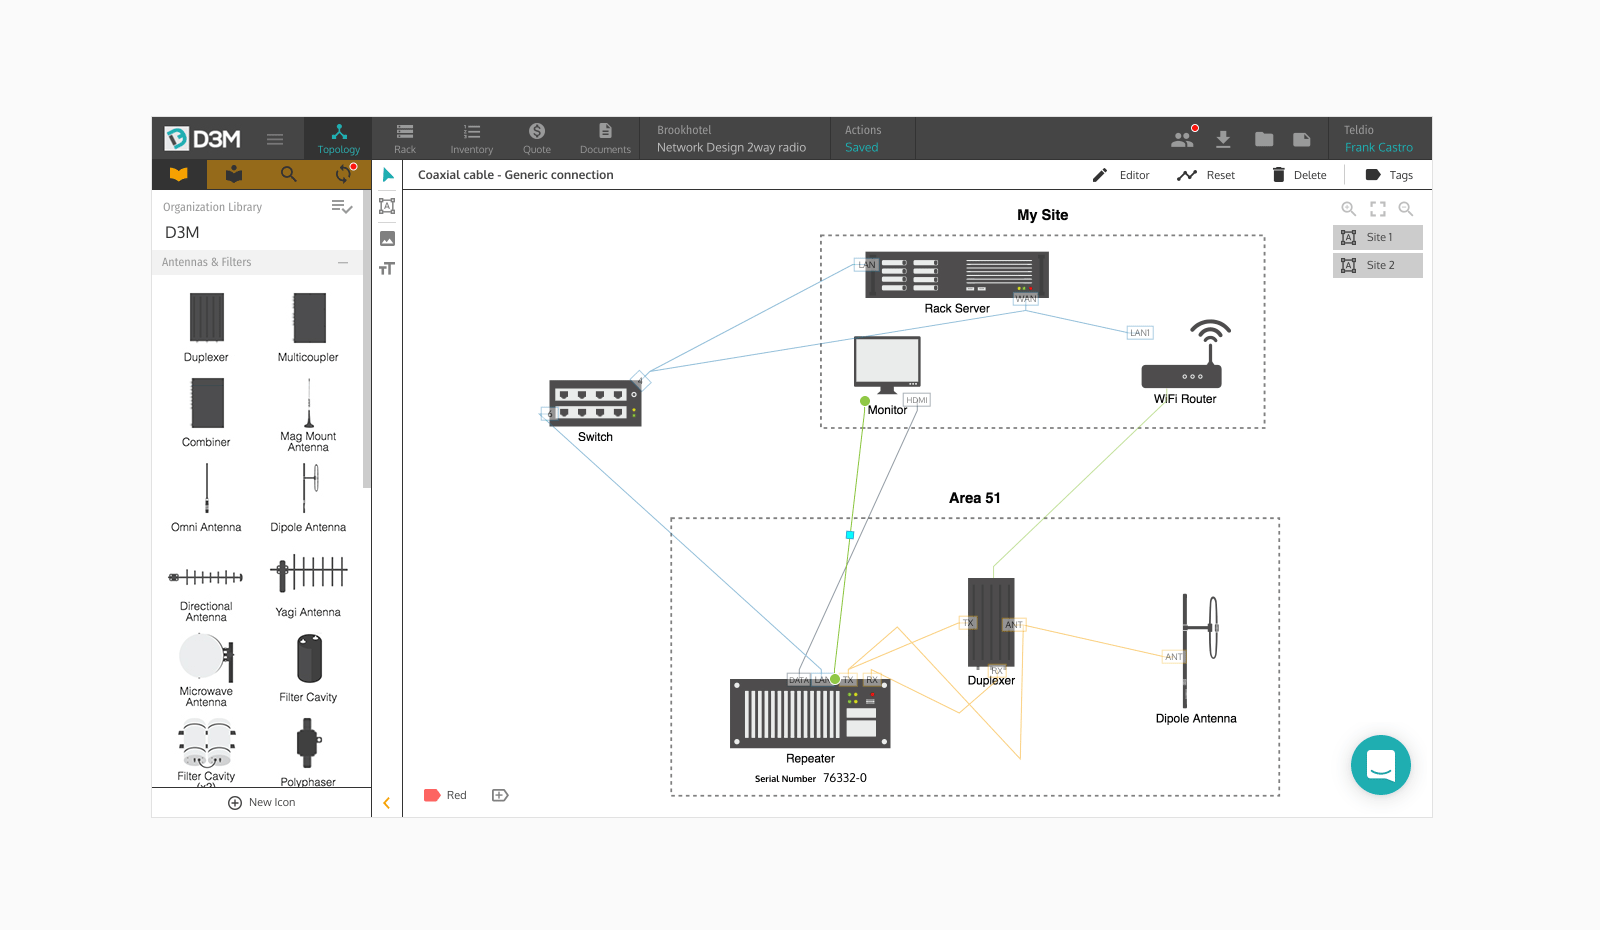 D3M
Topology
Rack
Inventory
Quote
Documents
Brookhotel
Network Design 2way radio
Actions
Saved
Teldio
Frank Castro
Coaxial cable - Generic connection
Editor
Reset
Delete
Tags
Organization Library
D3M
Antennas & Filters
Duplexer
Multicoupler
Combiner
Mag Mount
Antenna
Omni Antenna
Dipole Antenna
Directional
Antenna
Yagi Antenna
Microwave
Antenna
Filter Cavity
Filter Cavity
(x2)
Polyphaser
New Icon
A
TT
My Site
LAN
Rack Server
WAN
LAN1
Monitor
HDMI
WiFi Router
4
6
Switch
Area 51
TX
ANT
RX
Duplexer
ANT
Dipole Antenna
DATA
LAN
TX
RX
Repeater
Serial Number 76332-0
A Site 1
A Site 2
Red